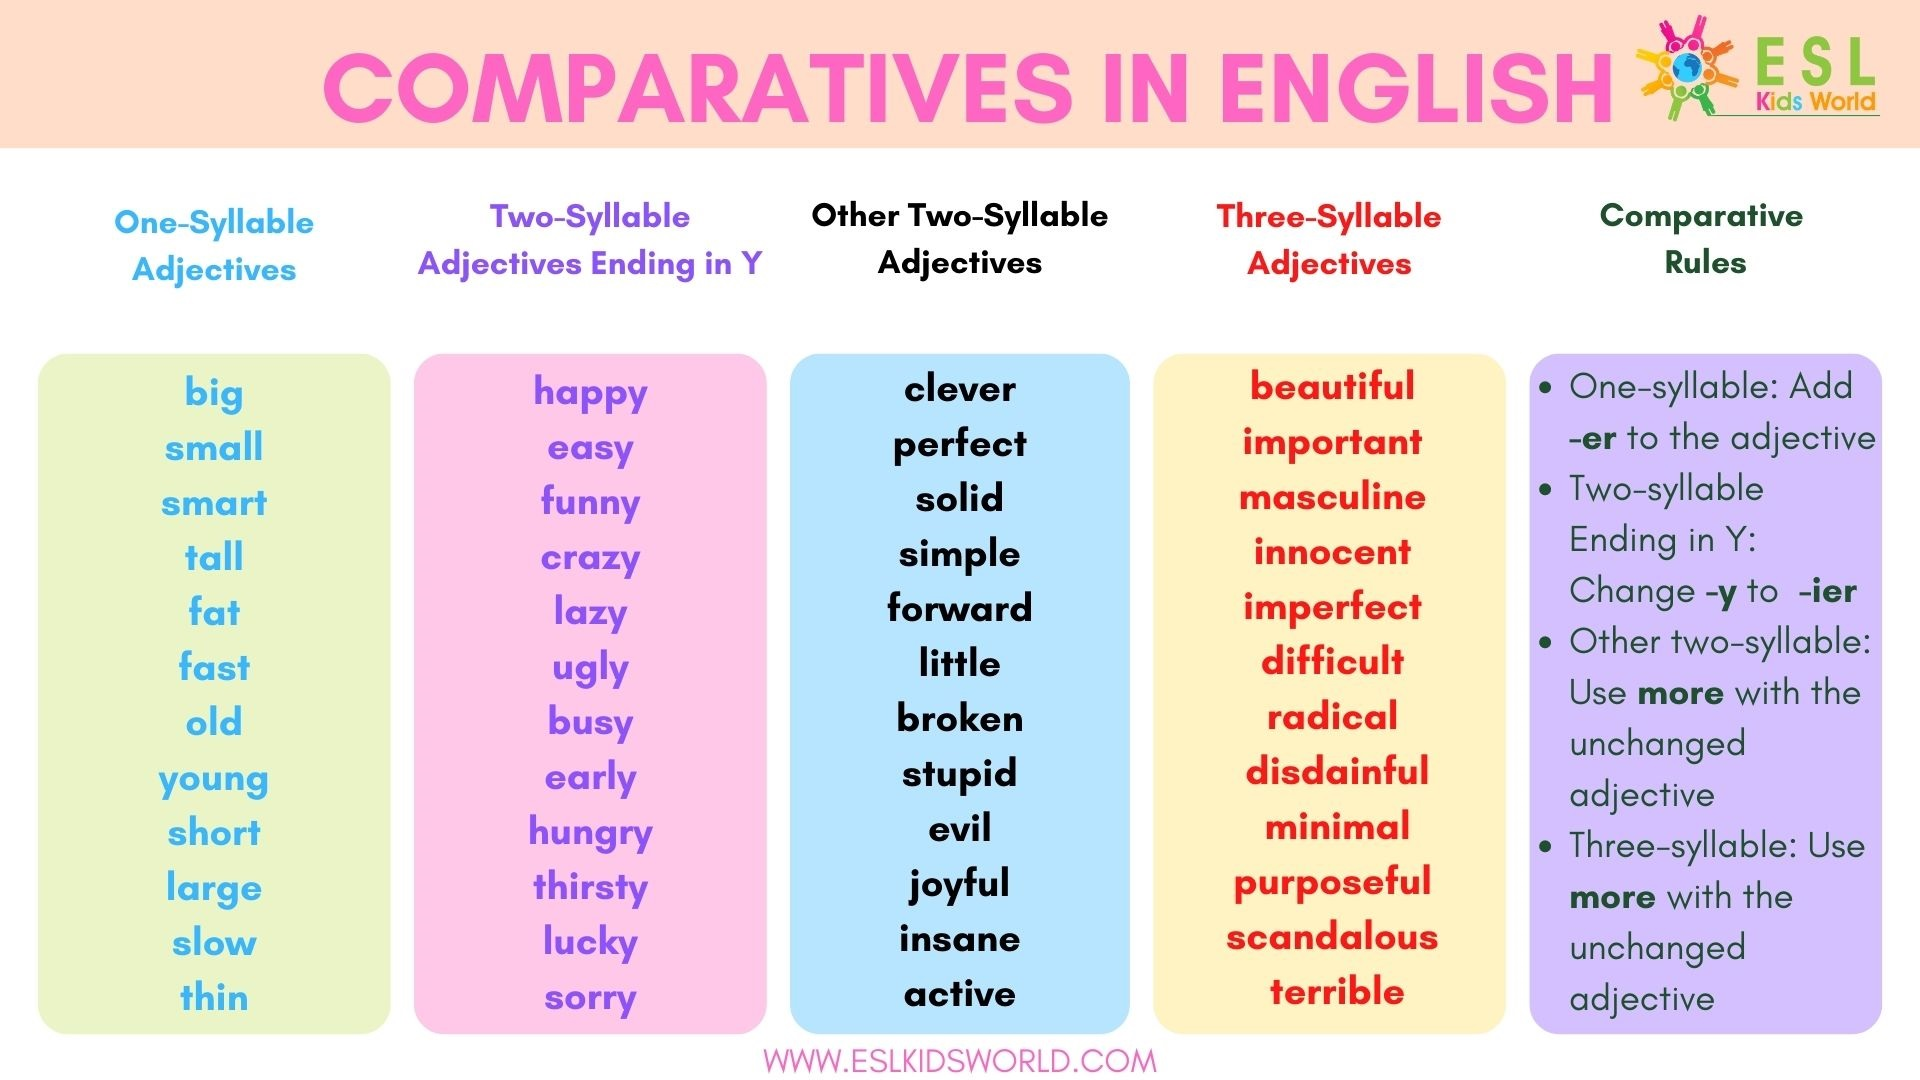 COMPARATIVES IN ENGLISH
ESL
Kids World
One-Syllable
Adjectives
big
small
smart
tall
fat
fast
old
young
short
large
slow
thin
Two-Syllable
Adjectives Ending in Y
happy
easy
funny
crazy
lazy
ugly
busy
early
hungry
thirsty
lucky
sorry
Other Two-Syllable
Adjectives
clever
perfect
solid
simple
forward
little
broken
stupid
evil
joyful
insane
active
Three-Syllable
Adjectives
beautiful
important
masculine
innocent
imperfect
difficult
radical
disdainful
minimal
purposeful
scandalous
terrible
Comparative
Rules
• One-syllable: Add
-er to the adjective
• Two-syllable
Ending in Y:
Change -y to -ier
• Other two-syllable:
Use more with the
unchanged
adjective
• Three-syllable: Use
more with the
unchanged
adjective
WWW.ESLKIDSWORLD.COM